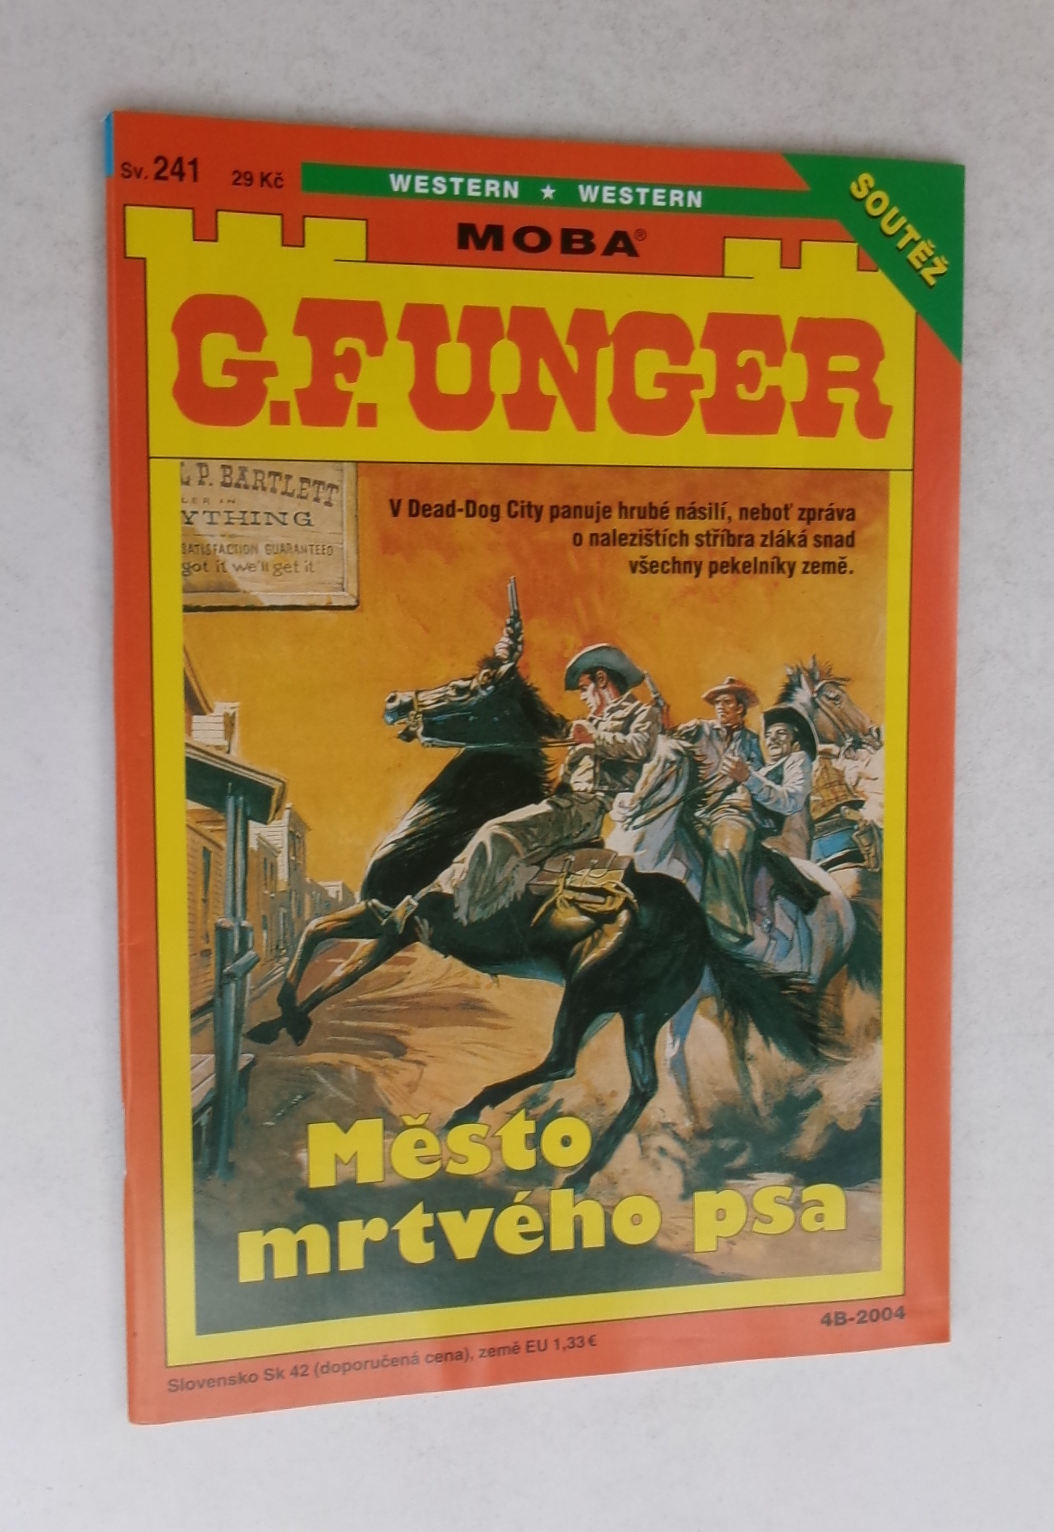 Sv. 241
29 Kč
WESTERN ★ WESTERN
SOUTĚŽ
MOBA®
G.F. UNGER
L P. BARTLETT
LER IN
YTHING
SATISFACTION GUARANTEED
got it we'll get it
V Dead-Dog City panuje hrubé násilí, neboť zpráva
o nalezištích stříbra zláká snad
všechny pekelníky země.
Město
mrtvého psa
4B-2004
Slovensko Sk 42 (doporučená cena), země EU 1,33 €